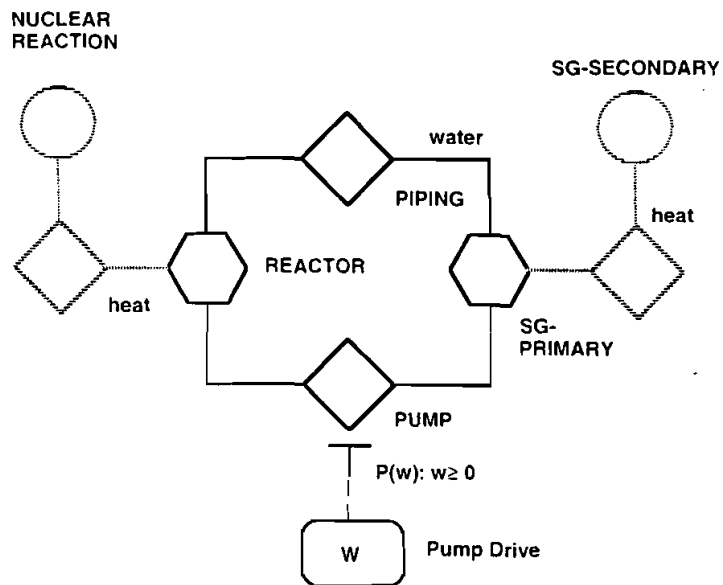 NUCLEAR
REACTION
SG-SECONDARY
water
PIPING
heat
REACTOR
heat
SG-
PRIMARY
PUMP
P(w): w≥ 0
W
Pump Drive